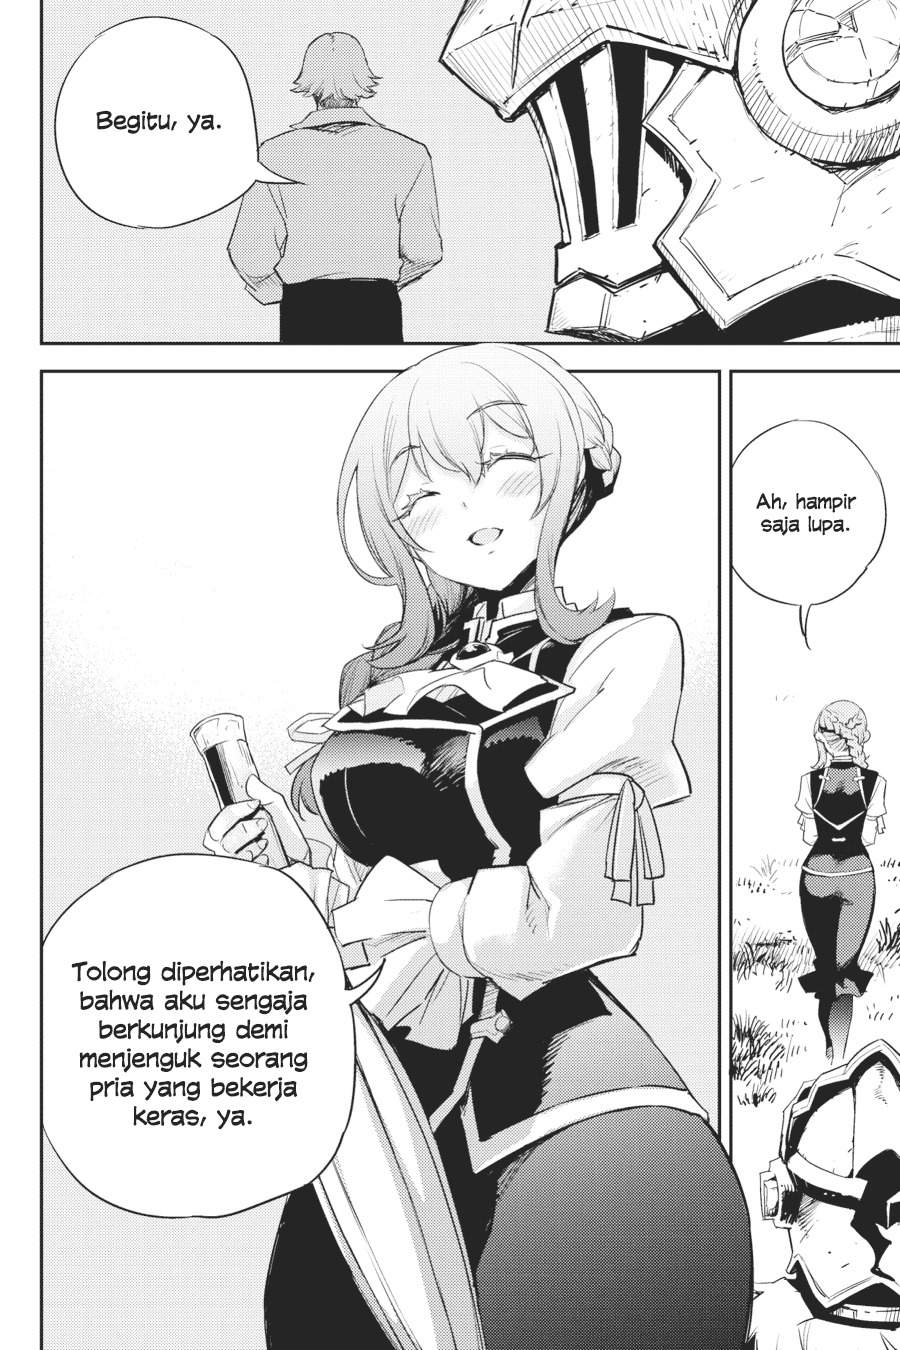 Begitu, ya.
Ah, hampir
saja lupa.
Tolong diperhatikan,
bahwa aku sengaja
berkunjung demi
menjenguk seorang
pria yang bekerja
keras, ya.